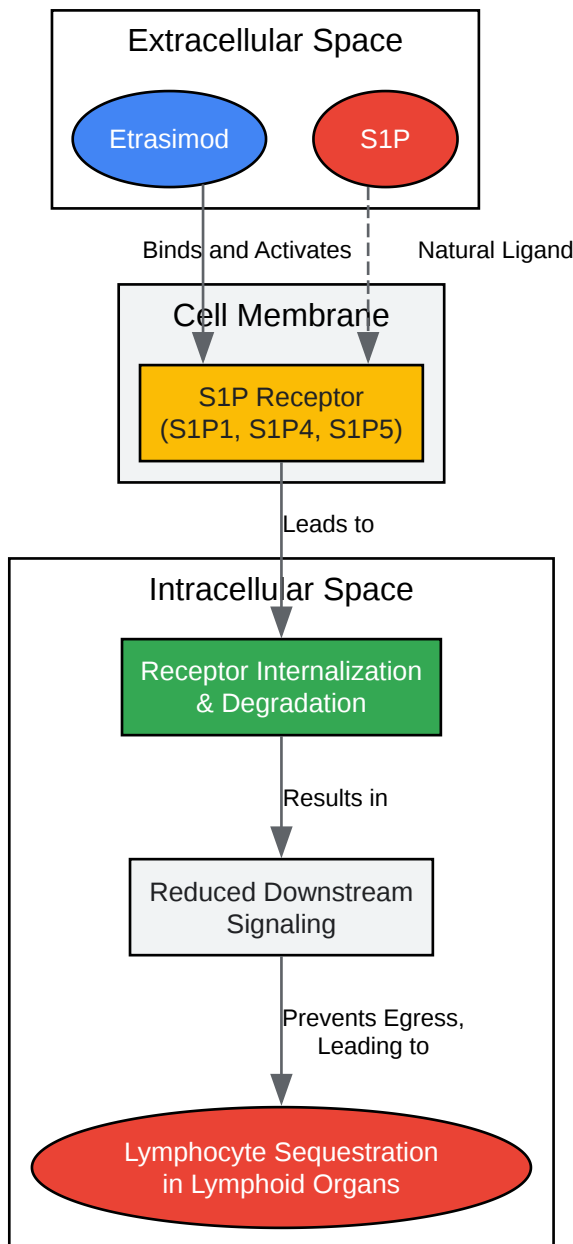 Extracellular Space
Etrasimod
S1P
Binds and Activates
Natural Ligand
Cell Membrane
S1P Receptor
(S1P1, S1P4, S1P5)
Leads to
Intracellular Space
Receptor Internalization
& Degradation
Results in
Reduced Downstream
Signaling
Prevents Egress,
Leading to
Lymphocyte Sequestration
in Lymphoid Organs